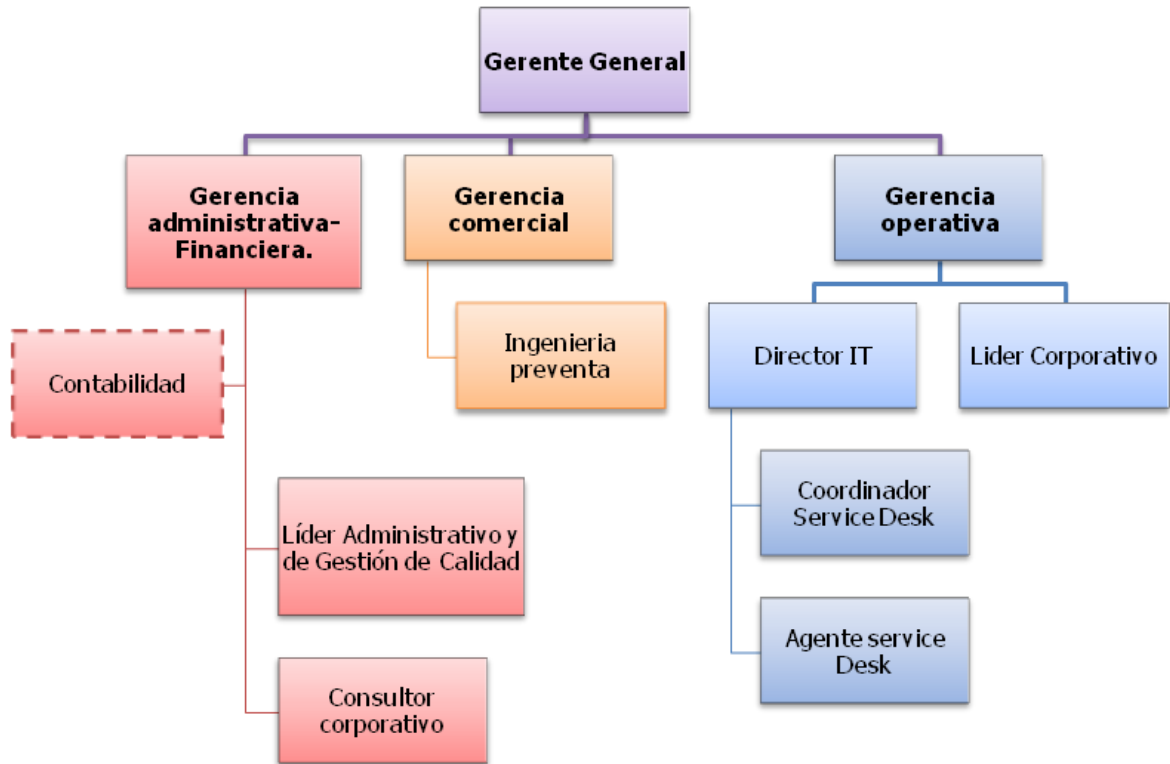 Gerente General
Gerencia
administrativa-
Financiera.
Gerencia
comercial
Gerencia
operativa
Contabilidad
Ingenieria
preventa
Director IT
Lider Corporativo
Líder Administrativo y
de Gestión de Calidad
Coordinador
Service Desk
Consultor
corporativo
Agente service
Desk